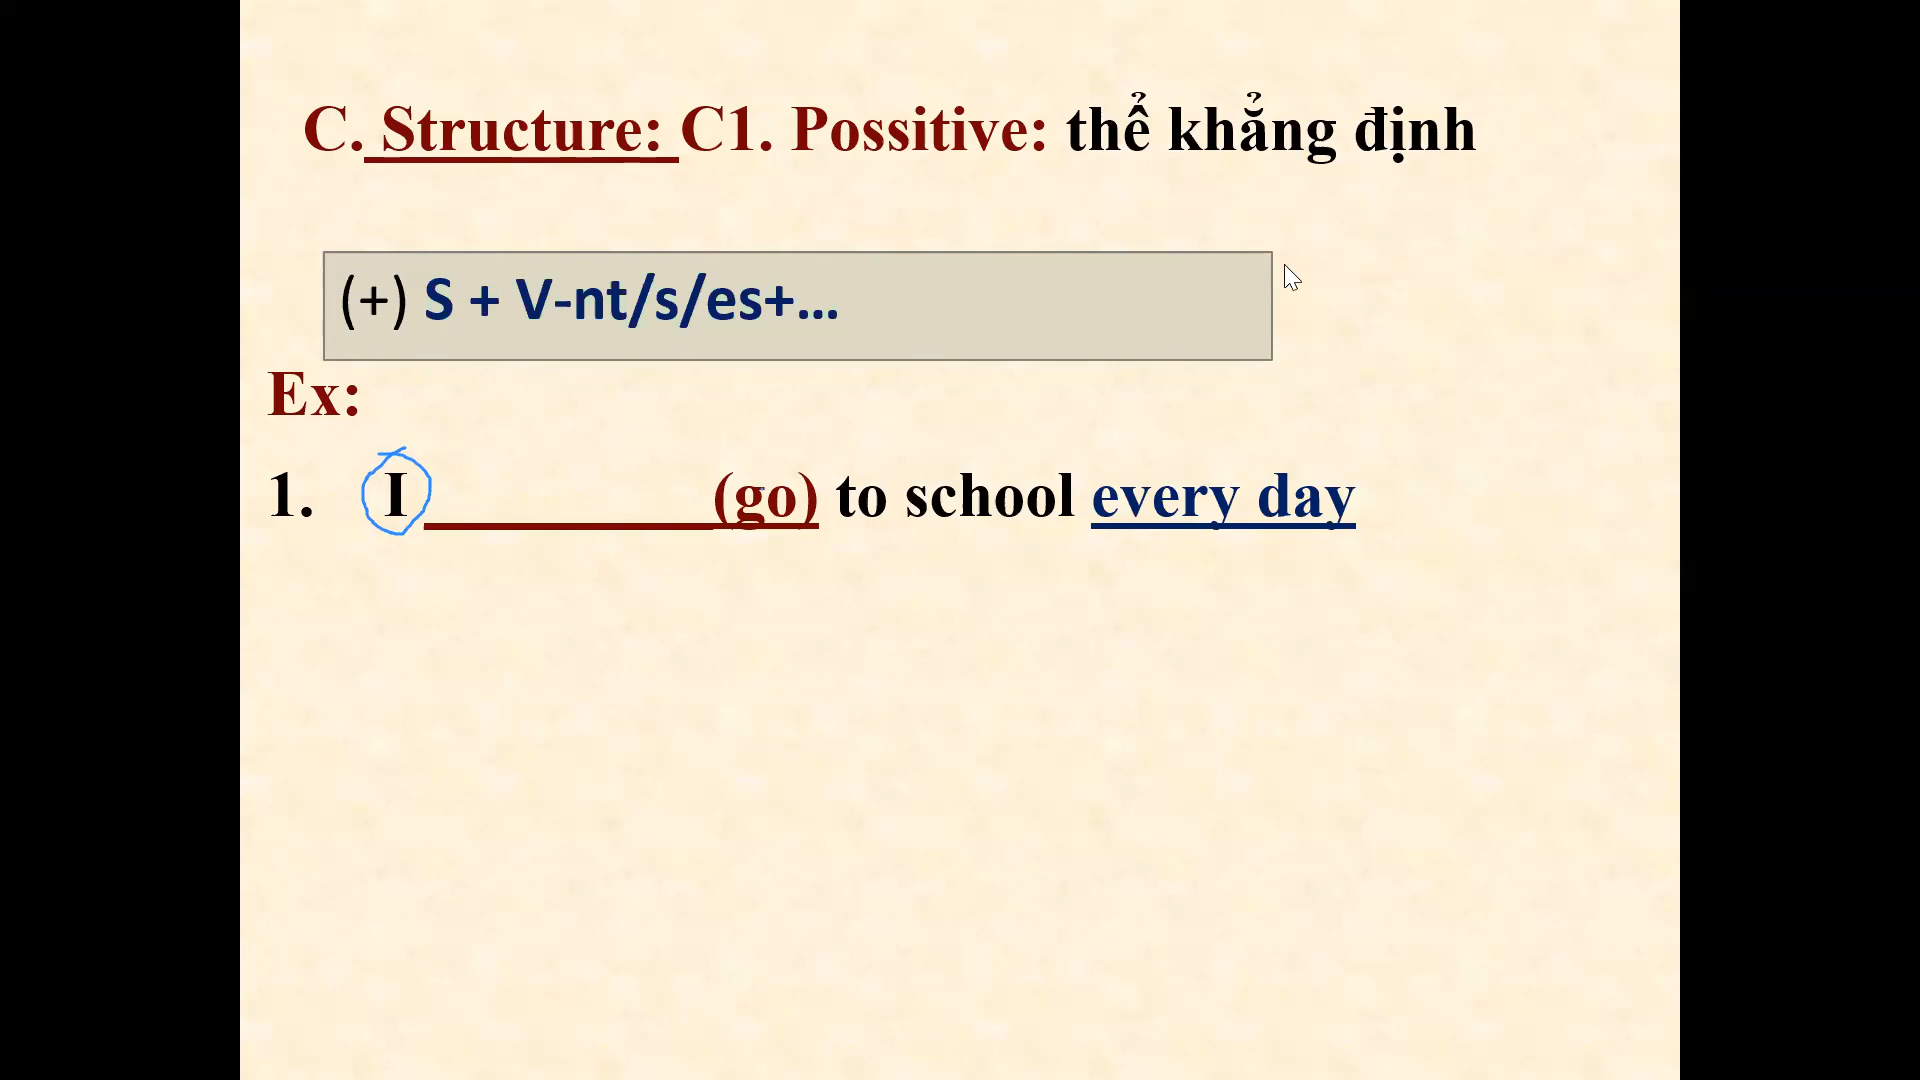 C. Structure: C1. Possitive: thể khẳng định
(+) S + V-nt/s/es+...
Ex:
1. I __________(go) to school every day